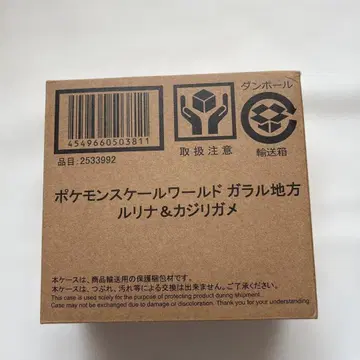 ダンボール
4549660503811
品目:2533992
取扱注意
輸送箱
ポケモンスケールワールド ガラル地方
ルリナ&カジリガメ
本ケースは、商品輸送用の保護梱包材です。
本ケースは、つぶれ、汚れ等による交換は出来ません。ご了承ください。
This case is used solely for the purpose of protecting product during shipment.
Case may not be exchanged due to damage or discoloration. Thank you for your understanding